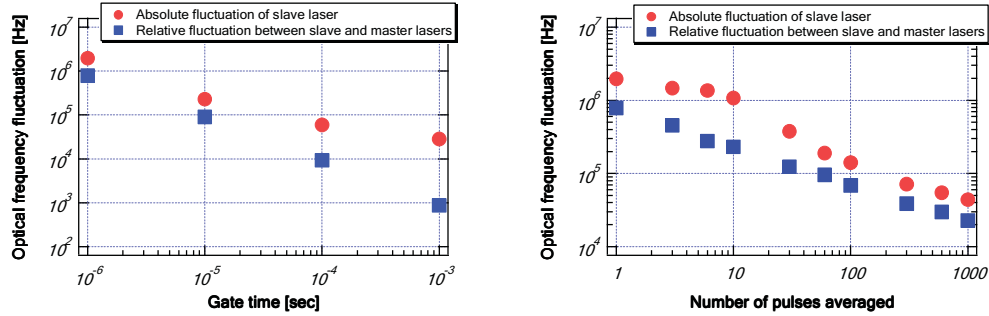 Absolute fluctuation of slave laser
Relative fluctuation between slave and master lasers
Optical frequency fluctuation [Hz]
10^7
10^6
10^5
10^4
10^3
10^2
10^-6
10^-5
10^-4
10^-3
Gate time [sec]
Absolute fluctuation of slave laser
Relative fluctuation between slave and master lasers
Optical frequency fluctuation [Hz]
10^7
10^6
10^5
10^4
1
10
100
1000
Number of pulses averaged